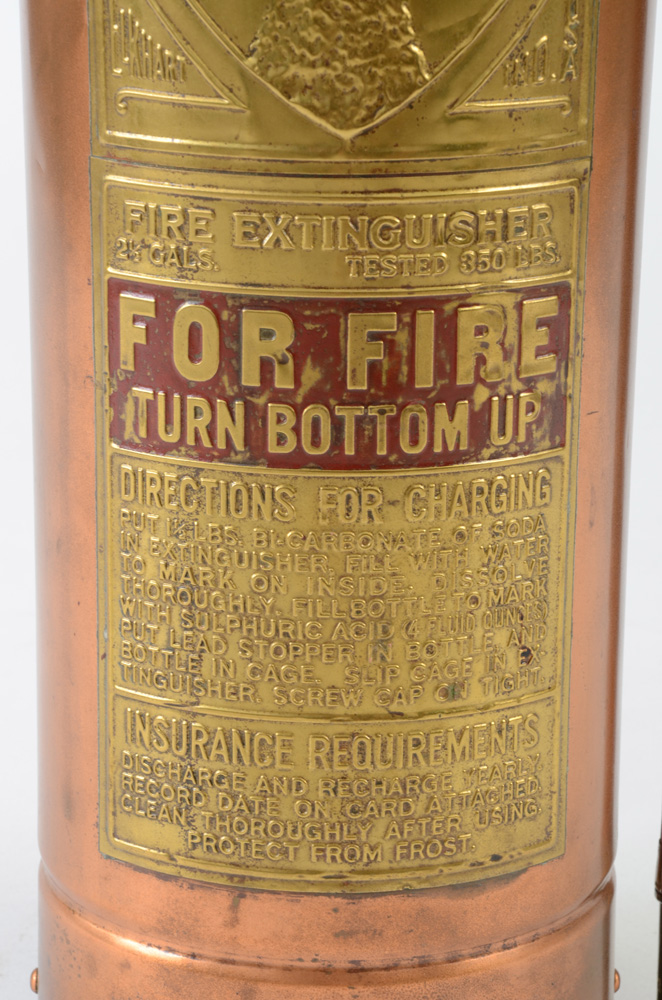 ELKHART IND. U.S.A
FIRE EXTINGUISHER
2½ GALS. TESTED 350 LBS.
FOR FIRE
TURN BOTTOM UP
DIRECTIONS FOR CHARGING
PUT 1½ LBS. BI-CARBONATE OF SODA
IN EXTINGUISHER. FILL WITH WATER
TO MARK ON INSIDE. DISSOLVE
THOROUGHLY. FILL BOTTLE TO MARK
WITH SULPHURIC ACID (4 FLUID OUNCES)
PUT LEAD STOPPER IN BOTTLE AND
BOTTLE IN CAGE. SLIP CAGE IN EX-
TINGUISHER. SCREW CAP ON TIGHT.
INSURANCE REQUIREMENTS
DISCHARGE AND RECHARGE YEARLY.
RECORD DATE ON CARD ATTACHED.
CLEAN THOROUGHLY AFTER USING.
PROTECT FROM FROST.